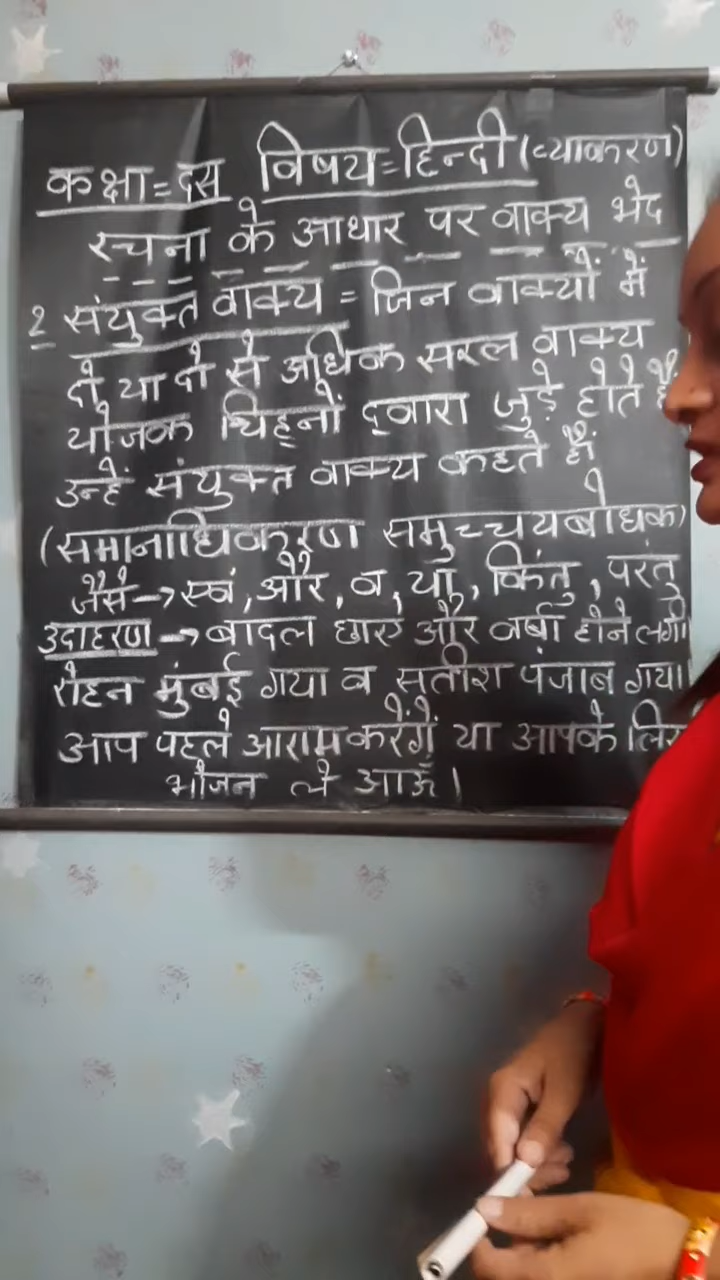 कक्षा=दस विषय=हिन्दी(व्याकरण)
रचना के आधार पर वाक्य भेद
2 संयुक्त वाक्य = जिन वाक्यों में
दो या दो से अधिक सरल वाक्य
योजक चिह्नों द्वारा जुड़े होते हैं
उन्हें संयुक्त वाक्य कहते हैं
(समानाधिकरण समुच्चयबोधक)
जैसे→स्वं, और, व, या, किंतु, परंतु
उदाहरण→बादल छाए और वर्षा होने लगी।
रोहन मुंबई गया व सतीश पंजाब गया।
आप पहले आराम करेंगें या आपके लिए
भोजन ले आऊँ।